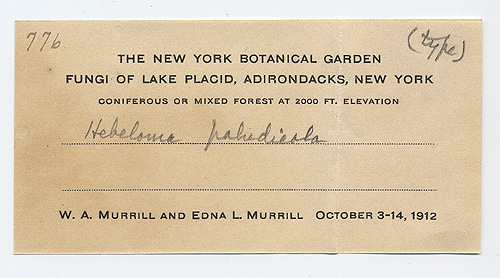 776
(type)
THE NEW YORK BOTANICAL GARDEN
FUNGI OF LAKE PLACID, ADIRONDACKS, NEW YORK
CONIFEROUS OR MIXED FOREST AT 2000 FT. ELEVATION
Hebeloma paludicola
W. A. MURRILL AND EDNA L. MURRILL OCTOBER 3-14, 1912